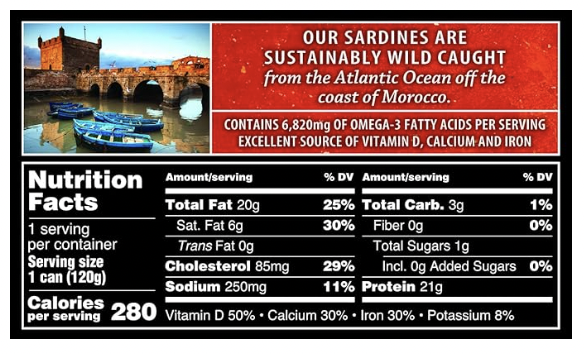 OUR SARDINES ARE
SUSTAINABLY WILD CAUGHT
from the Atlantic Ocean off the
coast of Morocco.
CONTAINS 6,820mg OF OMEGA-3 FATTY ACIDS PER SERVING
EXCELLENT SOURCE OF VITAMIN D, CALCIUM AND IRON
Nutrition
Facts
1 serving
per container
Serving size
1 can (120g)
Calories
per serving 280
Amount/serving % DV
Total Fat 20g 25%
Sat. Fat 6g 30%
Trans Fat 0g
Cholesterol 85mg 29%
Sodium 250mg 11%
Amount/serving % DV
Total Carb. 3g 1%
Fiber 0g 0%
Total Sugars 1g
Incl. 0g Added Sugars 0%
Protein 21g
Vitamin D 50% • Calcium 30% • Iron 30% • Potassium 8%